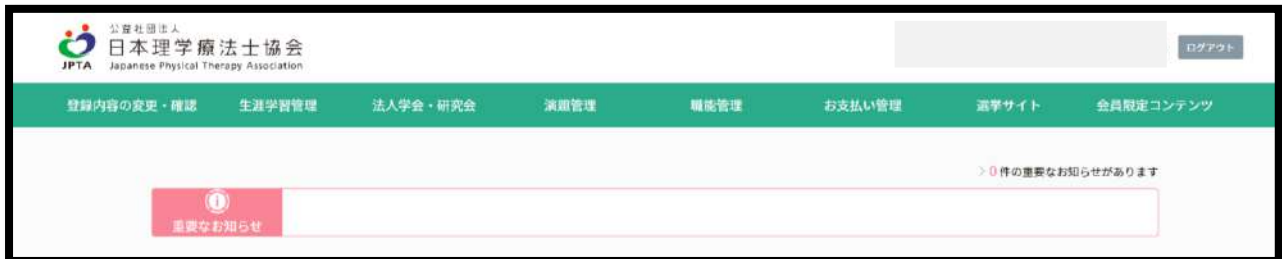 公益社団法人
日本理学療法士協会
JPTA Japanese Physical Therapy Association
ログアウト
登録内容の変更・確認 生涯学習管理 法人学会・研究会 演題管理 職能管理 お支払い管理 選挙サイト 会員限定コンテンツ
> 0 件の重要なお知らせがあります
重要なお知らせ